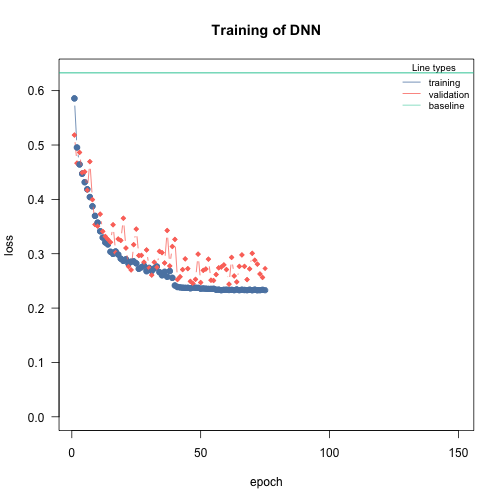 Training of DNN
Line types
training
validation
baseline
0.6
0.5
0.4
0.3
0.2
0.1
0.0
loss
0
50
100
150
epoch